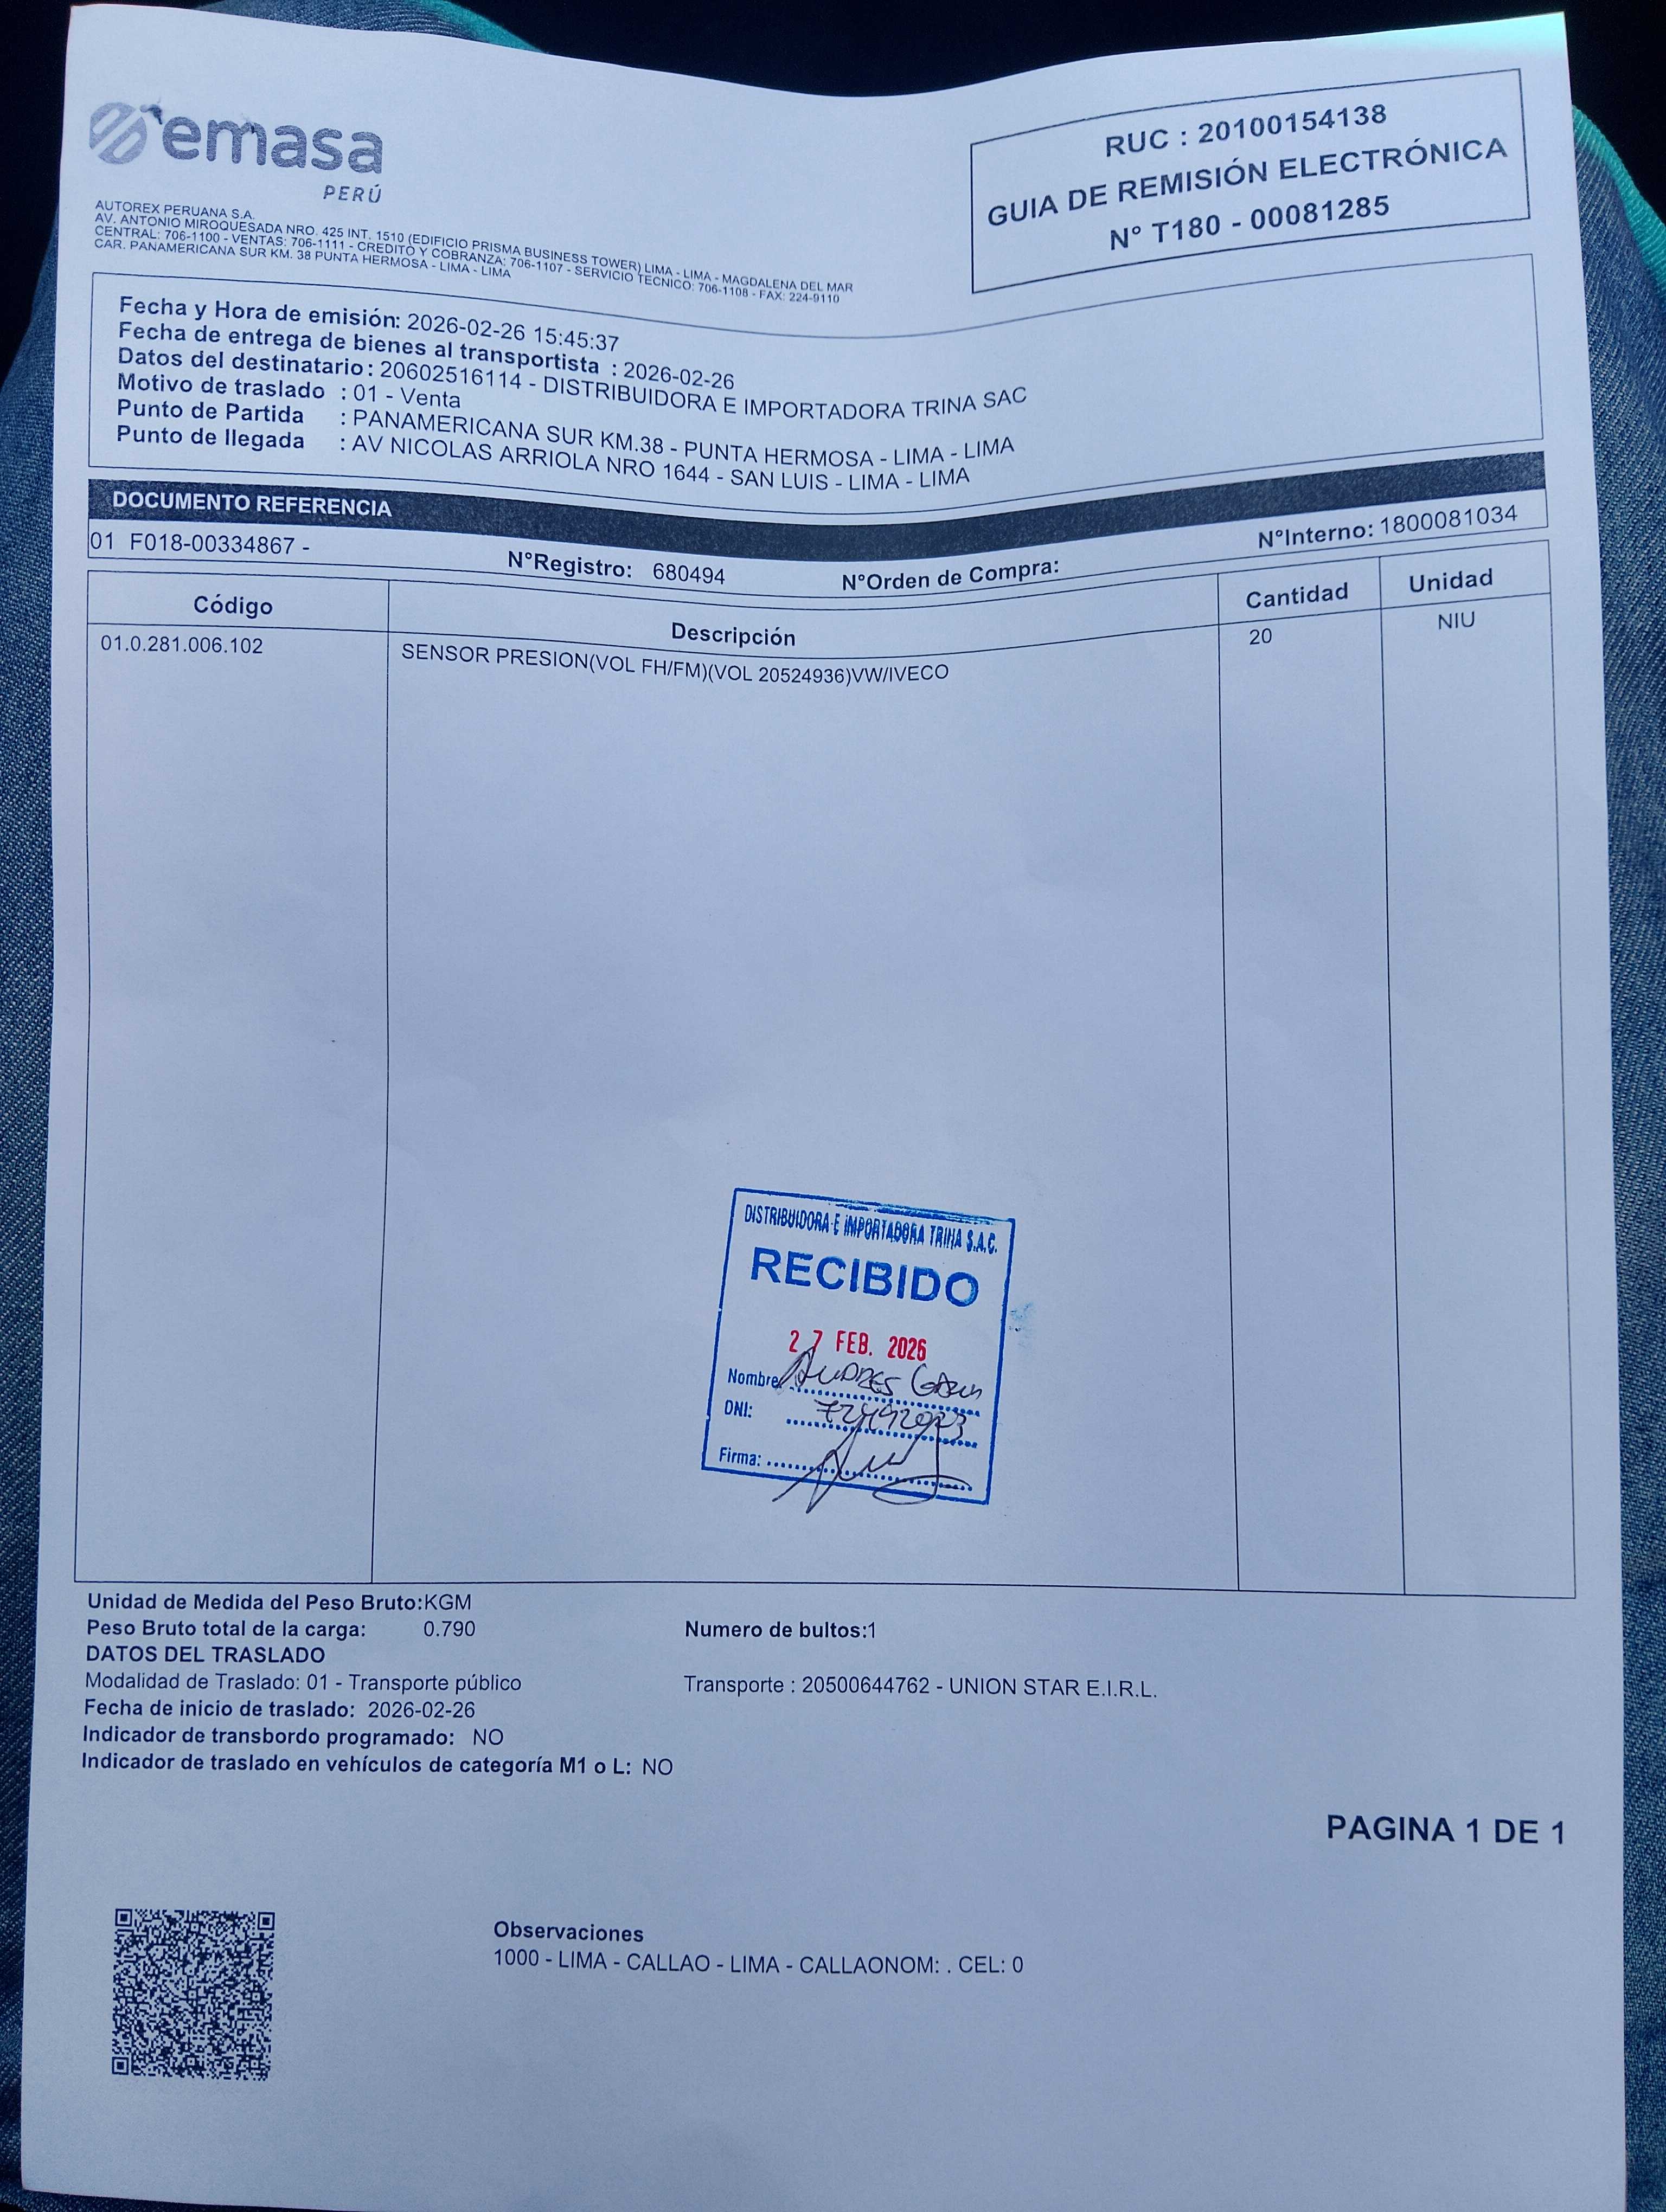 emasa
PERÚ
AUTOREX PERUANA S.A.
AV. ANTONIO MIROQUESADA NRO. 425 INT. 1510 (EDIFICIO PRISMA BUSINESS TOWER) LIMA - LIMA - MAGDALENA DEL MAR
CENTRAL: 706-1100 - VENTAS: 706-1111 - CREDITO Y COBRANZA: 706-1107 - SERVICIO TECNICO: 706-1108 - FAX: 224-9110
CAR. PANAMERICANA SUR KM. 38 PUNTA HERMOSA - LIMA - LIMA
RUC : 20100154138
GUIA DE REMISIÓN ELECTRÓNICA
N° T180 - 00081285
Fecha y Hora de emisión: 2026-02-26 15:45:37
Fecha de entrega de bienes al transportista : 2026-02-26
Datos del destinatario: 20602516114 - DISTRIBUIDORA E IMPORTADORA TRINA SAC
Motivo de traslado : 01 - Venta
Punto de Partida : PANAMERICANA SUR KM.38 - PUNTA HERMOSA - LIMA - LIMA
Punto de llegada : AV NICOLAS ARRIOLA NRO 1644 - SAN LUIS - LIMA - LIMA
DOCUMENTO REFERENCIA
01 F018-00334867 - N°Registro: 680494 N°Orden de Compra: N°Interno: 1800081034
Código Descripción Cantidad Unidad
01.0.281.006.102 SENSOR PRESION(VOL FH/FM)(VOL 20524936)VW/IVECO 20 NIU
DISTRIBUIDORA E IMPORTADORA TRINA S.A.C.
RECIBIDO
27 FEB. 2026
Nombre ANDRES
DNI:
Firma:
Unidad de Medida del Peso Bruto:KGM
Peso Bruto total de la carga: 0.790 Numero de bultos:1
DATOS DEL TRASLADO
Modalidad de Traslado: 01 - Transporte público Transporte : 20500644762 - UNION STAR E.I.R.L.
Fecha de inicio de traslado: 2026-02-26
Indicador de transbordo programado: NO
Indicador de traslado en vehículos de categoría M1 o L: NO
PAGINA 1 DE 1
Observaciones
1000 - LIMA - CALLAO - LIMA - CALLAONOM: . CEL: 0